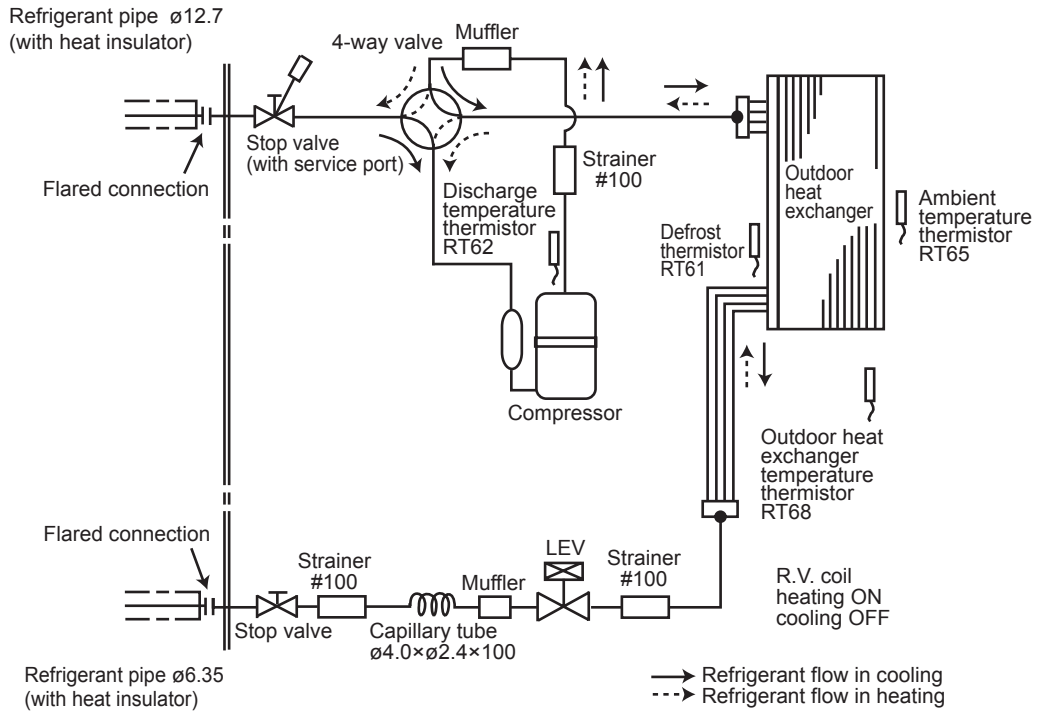 Refrigerant pipe ø12.7
(with heat insulator)
4-way valve
Muffler
Stop valve
(with service port)
Flared connection
Strainer
#100
Discharge
temperature
thermistor
RT62
Outdoor
heat
exchanger
Defrost
thermistor
RT61
Ambient
temperature
thermistor
RT65
Compressor
Outdoor heat
exchanger
temperature
thermistor
RT68
Flared connection
Strainer
#100
Muffler
LEV
Strainer
#100
R.V. coil
heating ON
cooling OFF
Stop valve
Capillary tube
ø4.0×ø2.4×100
Refrigerant pipe ø6.35
(with heat insulator)
Refrigerant flow in cooling
Refrigerant flow in heating